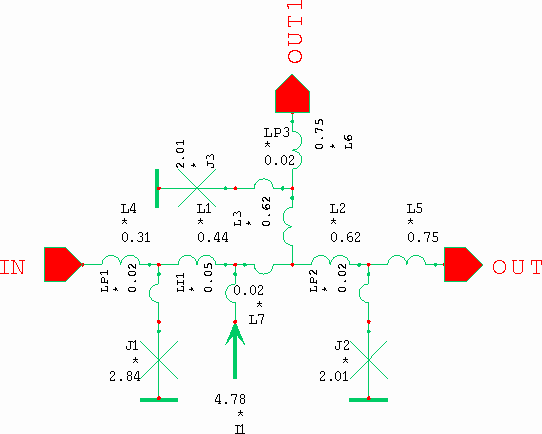 OUT1
LP3
*
0.02
0.75
*
L6
2.01
*
J3
L4
*
0.31
L1
*
0.44
L3
*
0.62
L2
*
0.62
L5
*
0.75
IN
LP1
*
0.02
LI1
*
0.05
0.02
*
L7
LP2
*
0.02
OUT
J1
*
2.84
J2
*
2.01
4.78
*
I1